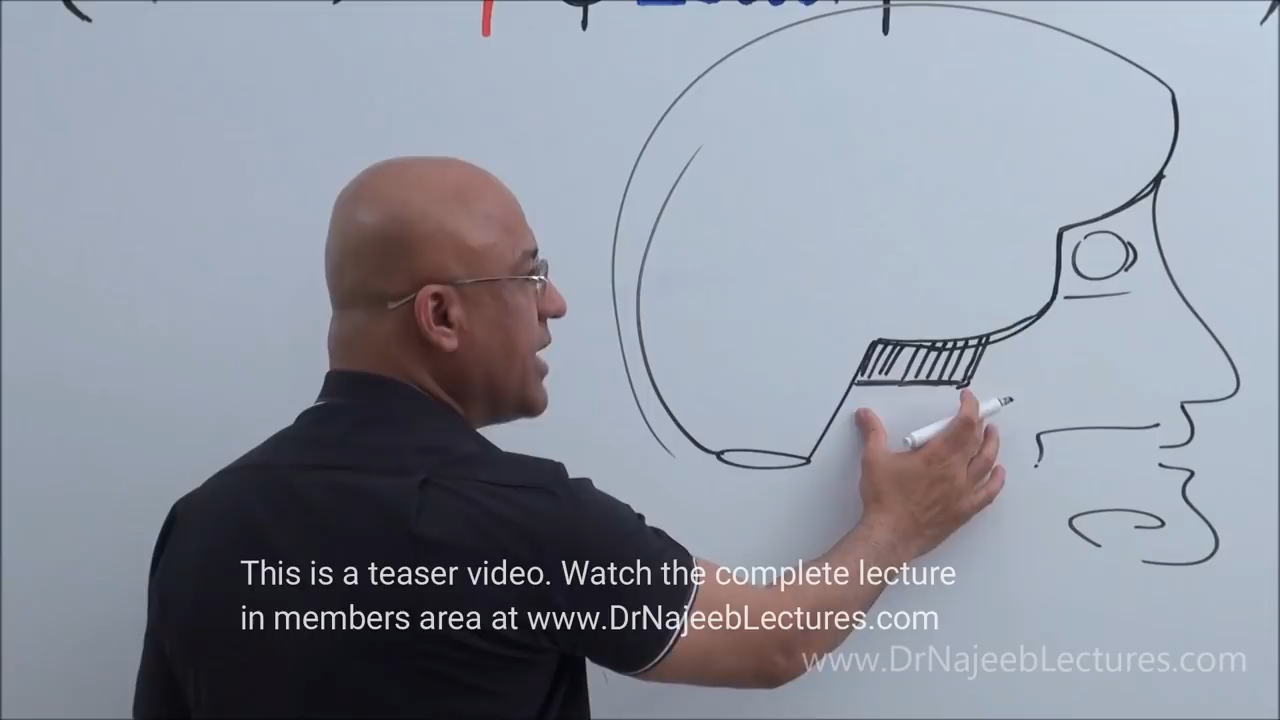 This is a teaser video. Watch the complete lecture
in members area at www.DrNajeebLectures.com
www.DrNajeebLectures.com